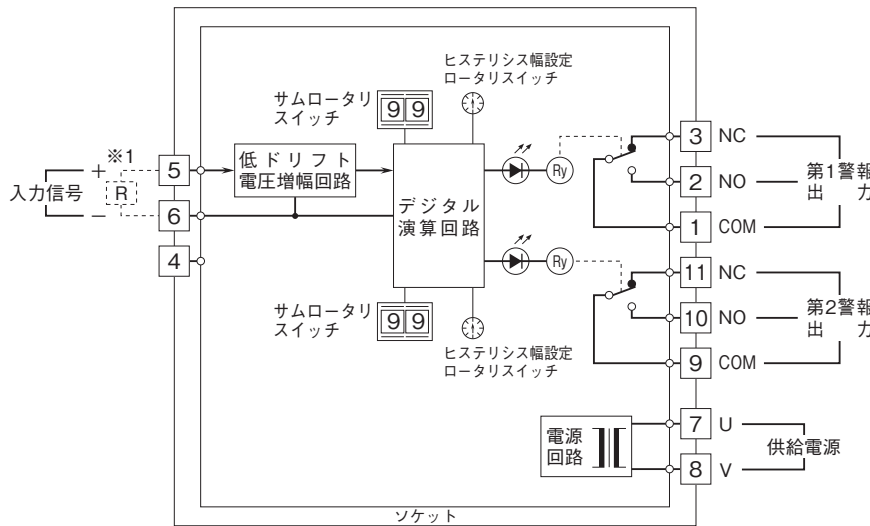 ヒステリシス幅設定
ロータリスイッチ
サムロータリ
スイッチ
9 9
※1
入力信号
+
R
−
5
6
4
低ドリフト
電圧増幅回路
デジタル
演算回路
Ry
3 NC
2 NO
1 COM
第1警報
出 力
Ry
11 NC
10 NO
9 COM
第2警報
出 力
サムロータリ
スイッチ
9 9
ヒステリシス幅設定
ロータリスイッチ
電源
回路
7 U
8 V
供給電源
ソケット